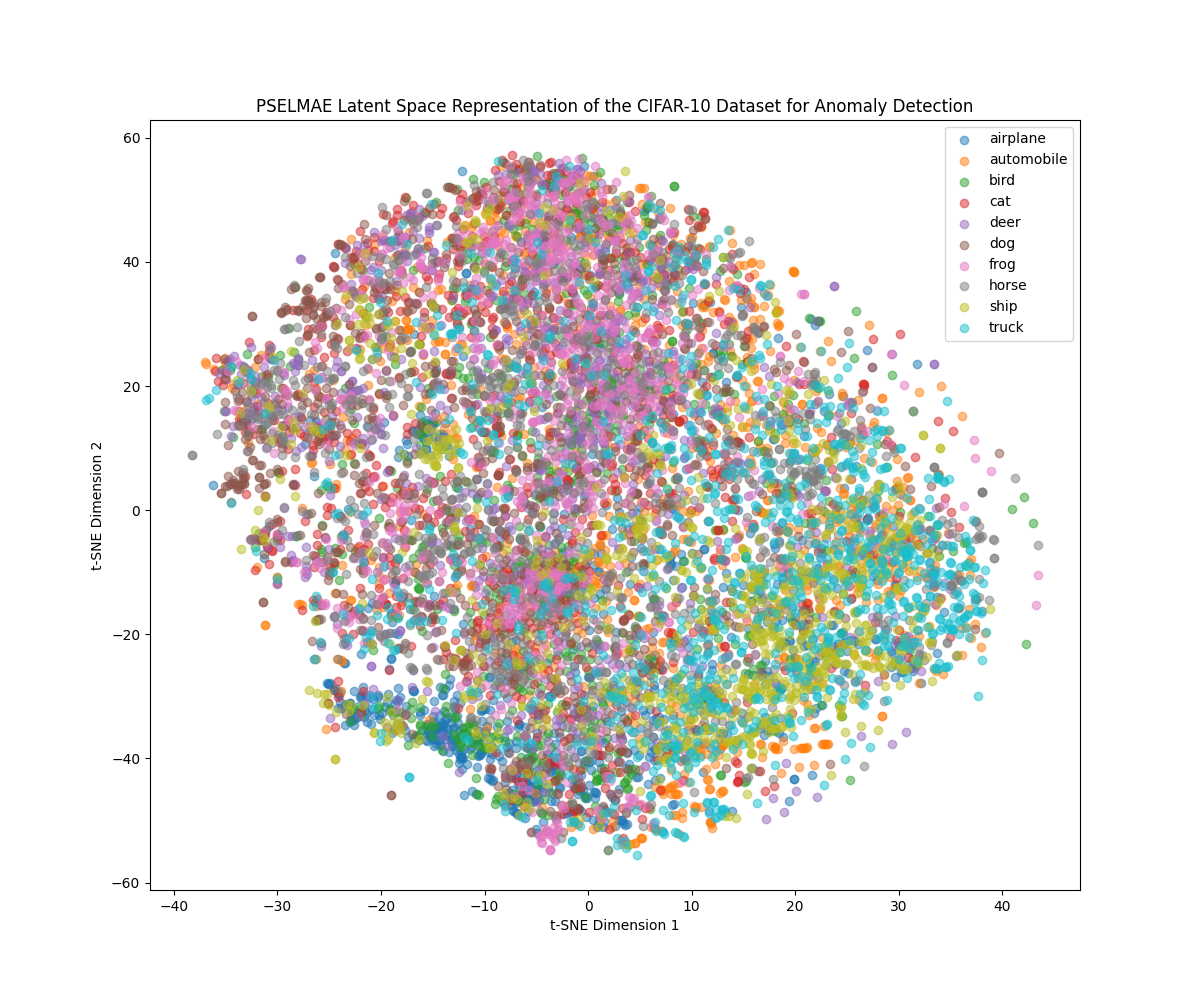 PSELMAE Latent Space Representation of the CIFAR-10 Dataset for Anomaly Detection
airplane
automobile
bird
cat
deer
dog
frog
horse
ship
truck
60
40
20
0
−20
−40
−60
t-SNE Dimension 2
−40 −30 −20 −10 0 10 20 30 40
t-SNE Dimension 1